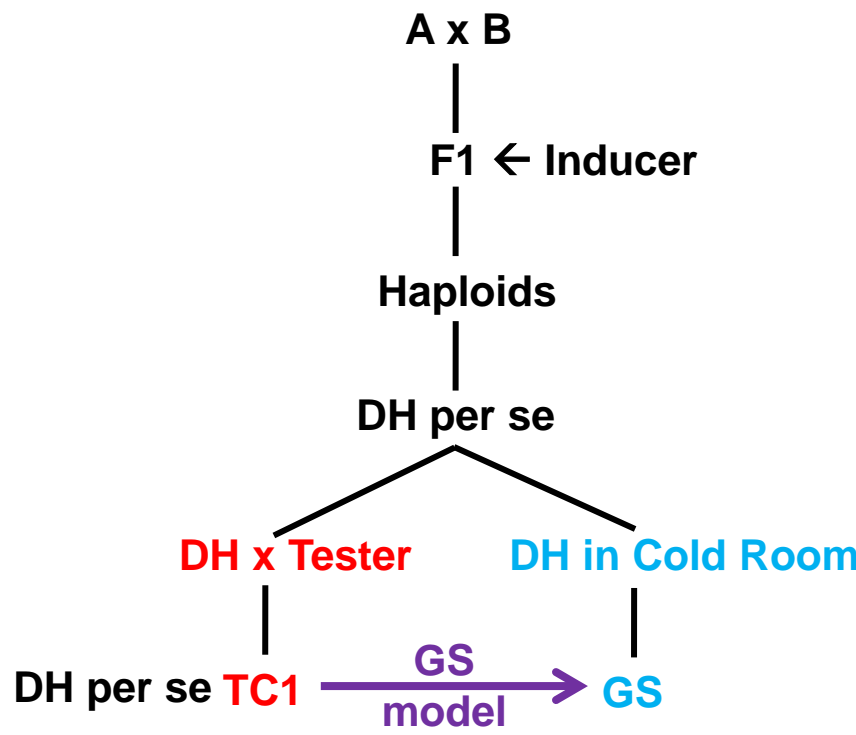 A x B
F1 ← Inducer
Haploids
DH per se
DH x Tester
DH in Cold Room
DH per se TC1
GS
model
GS